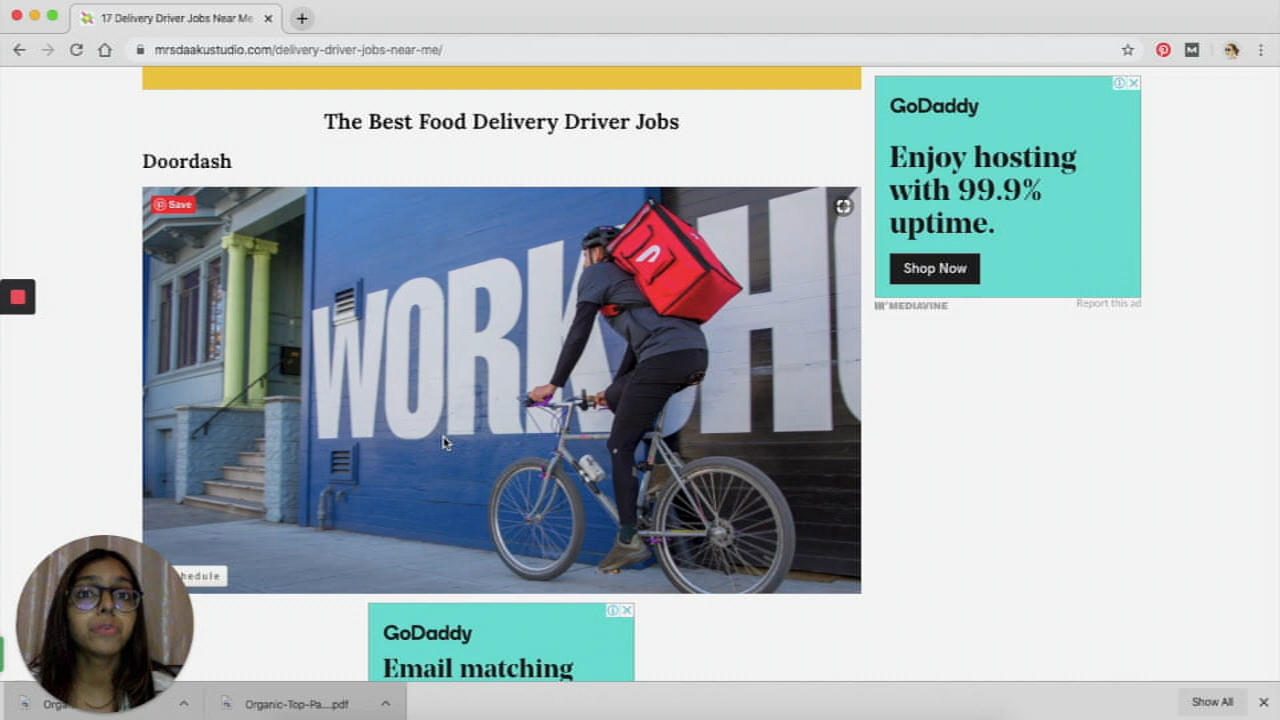 17 Delivery Driver Jobs Near Me
mrsdaakustudio.com/delivery-driver-jobs-near-me/
The Best Food Delivery Driver Jobs
Doordash
Save
WORK
GoDaddy
Enjoy hosting
with 99.9%
uptime.
Shop Now
MEDIAVINE
Report this ad
hedule
GoDaddy
Email matching
Organic-Top-Pa....pdf
Show All